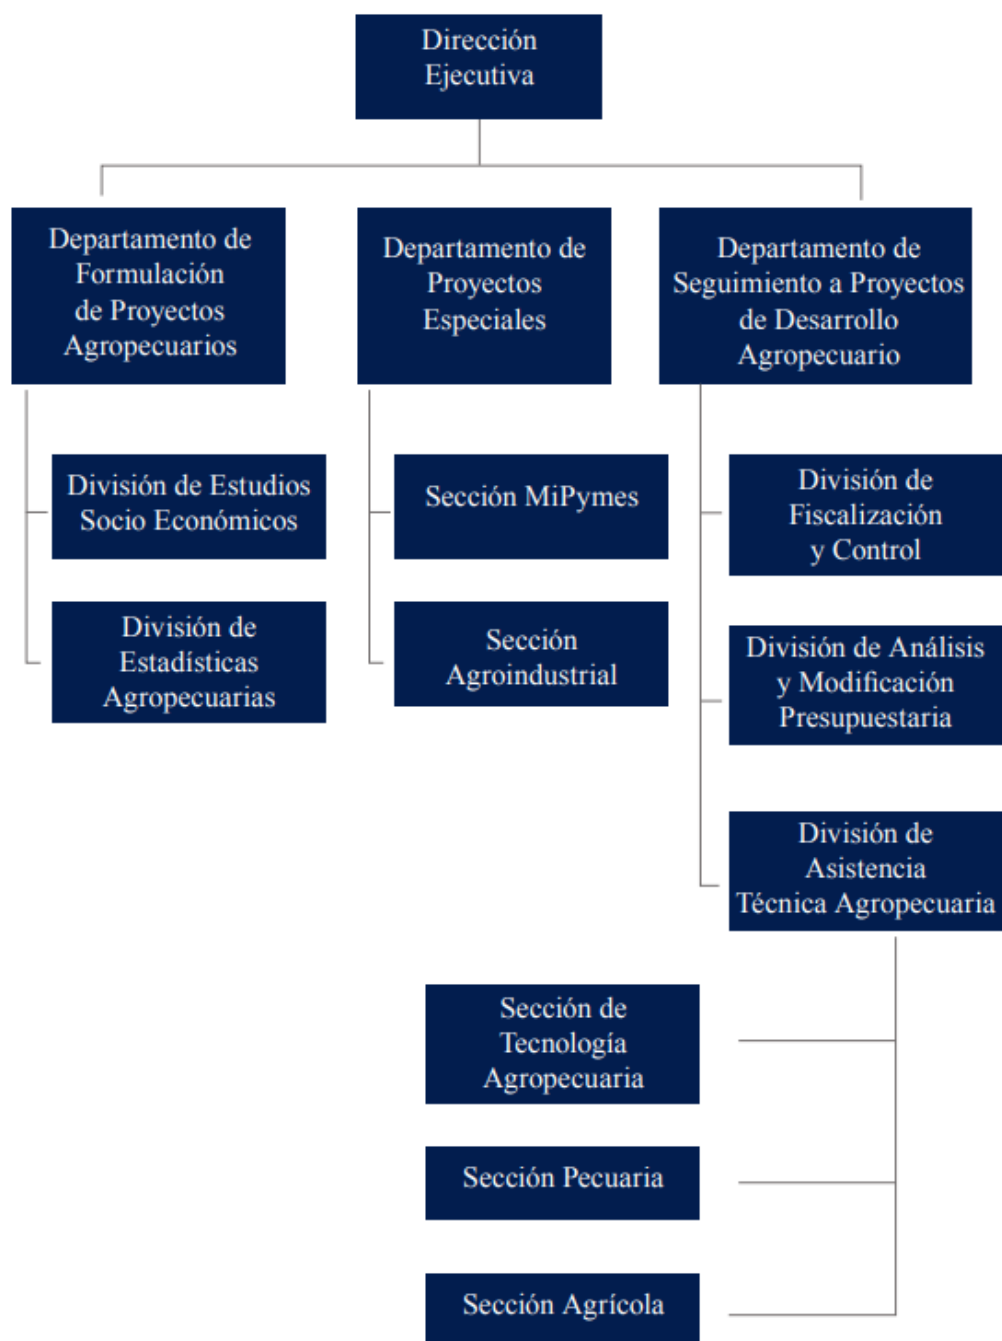 Dirección
Ejecutiva
Departamento de
Formulación
de Proyectos
Agropecuarios
Departamento de
Proyectos
Especiales
Departamento de
Seguimiento a Proyectos
de Desarrollo
Agropecuario
División de Estudios
Socio Económicos
División de
Estadísticas
Agropecuarias
Sección MiPymes
Sección
Agroindustrial
División de
Fiscalización
y Control
División de Análisis
y Modificación
Presupuestaria
División de
Asistencia
Técnica Agropecuaria
Sección de
Tecnología
Agropecuaria
Sección Pecuaria
Sección Agrícola